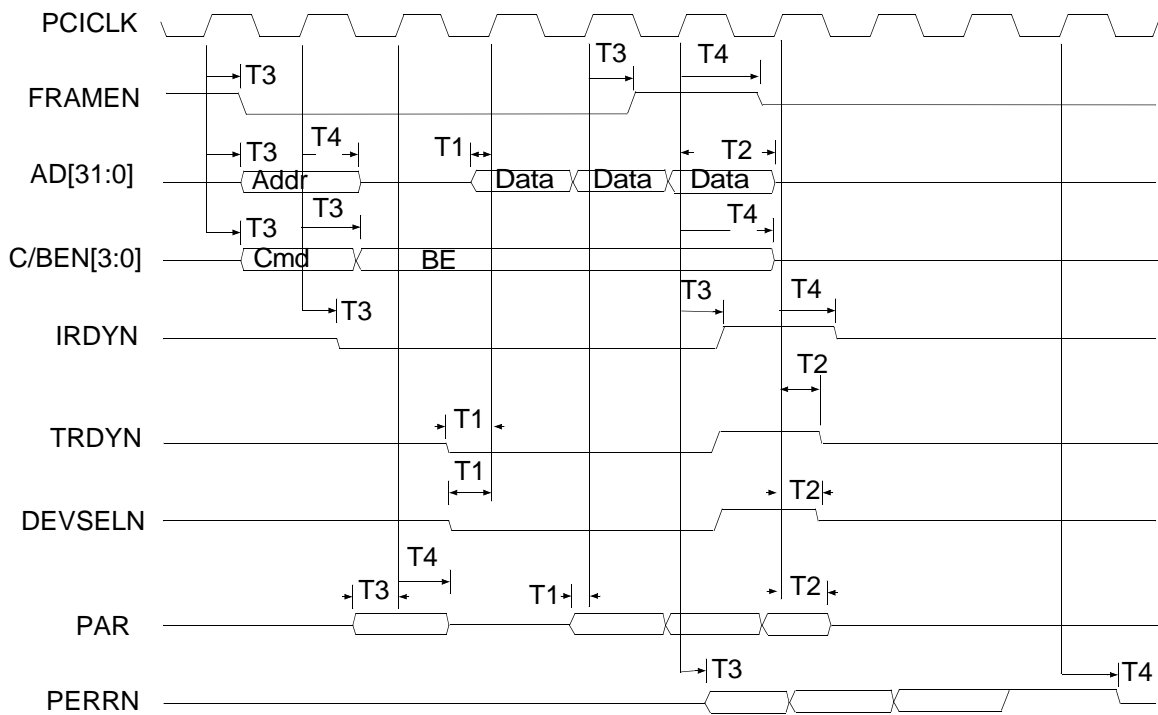 PCICLK
T3 T3 T4
FRAMEN
T3 T4 T1 T2
AD[31:0] Addr Data Data Data
T3 T3 T4
C/BEN[3:0] Cmd BE
T3 T3 T4
IRDYN
T2
T1
TRDYN
T1
T2
DEVSELN
T4
T3 T1 T2
PAR
T3 T4
PERRN